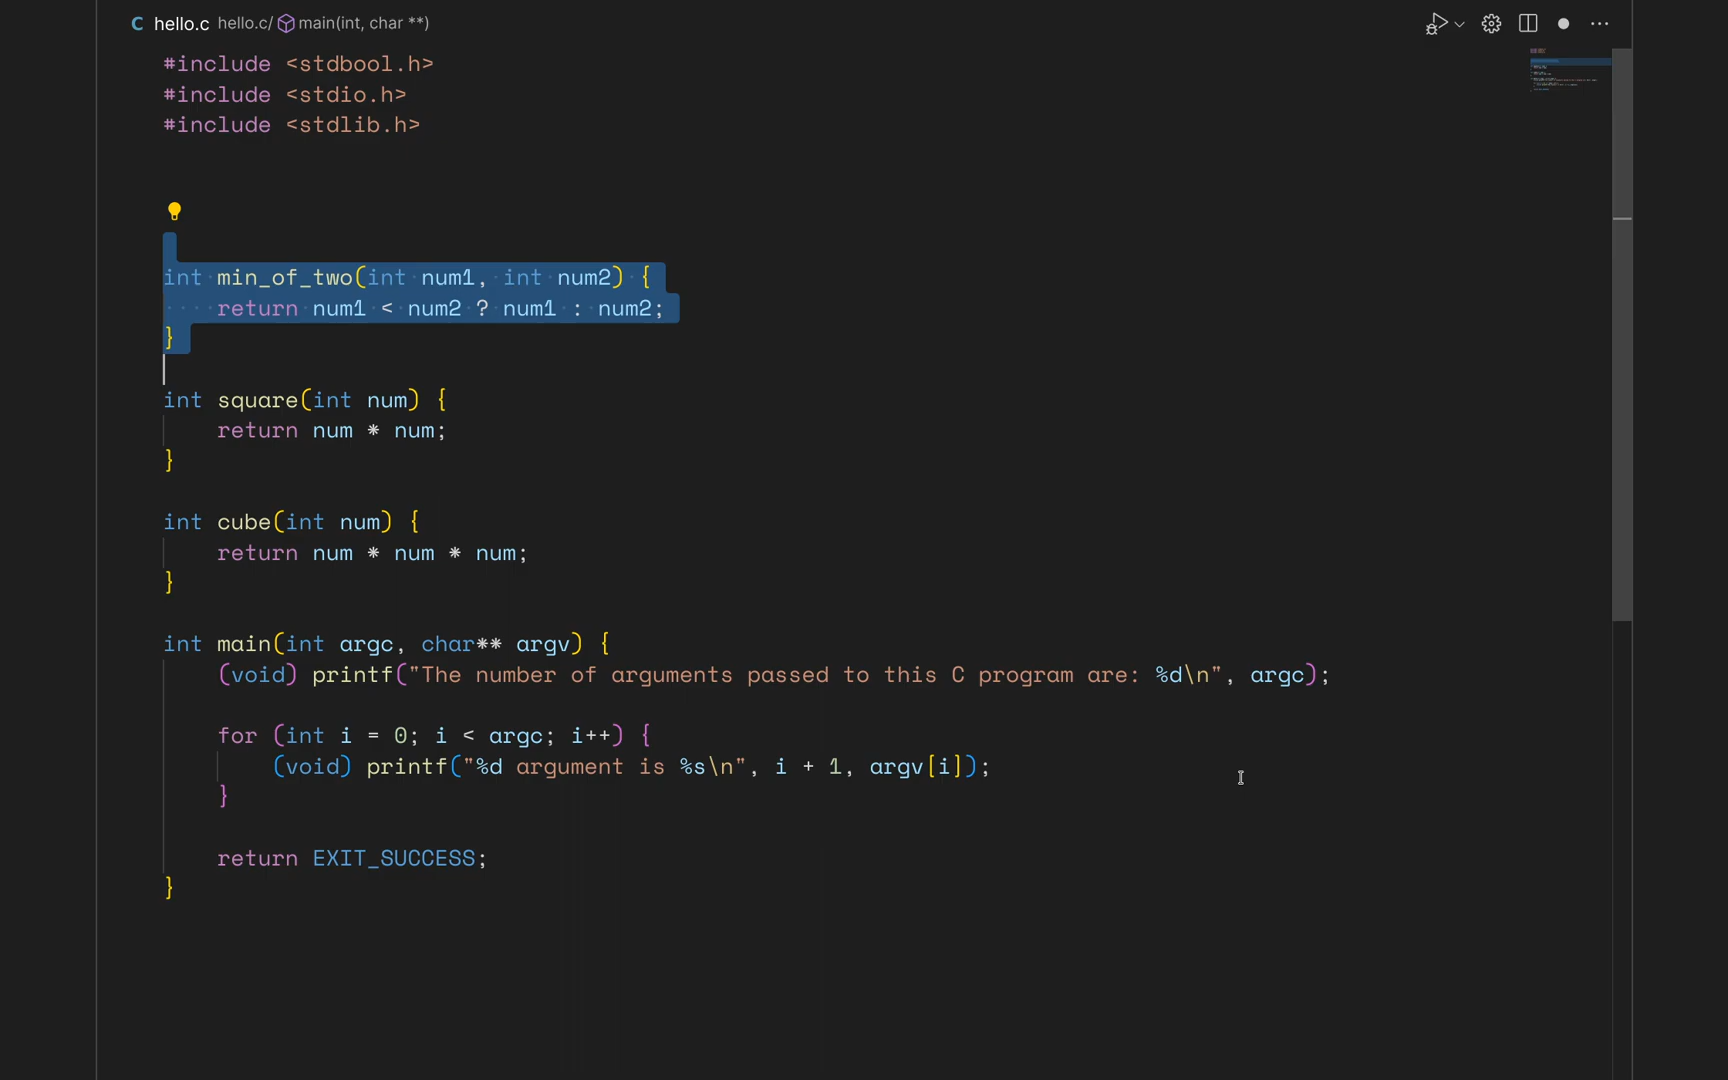 C hello.c hello.c/ main(int, char **)
#include <stdbool.h>
#include <stdio.h>
#include <stdlib.h>
int min_of_two(int num1, int num2) {
    return num1 < num2 ? num1 : num2;
}
int square(int num) {
    return num * num;
}
int cube(int num) {
    return num * num * num;
}
int main(int argc, char** argv) {
    (void) printf("The number of arguments passed to this C program are: %d\n", argc);
    for (int i = 0; i < argc; i++) {
        (void) printf("%d argument is %s\n", i + 1, argv[i]);
    }
    return EXIT_SUCCESS;
}